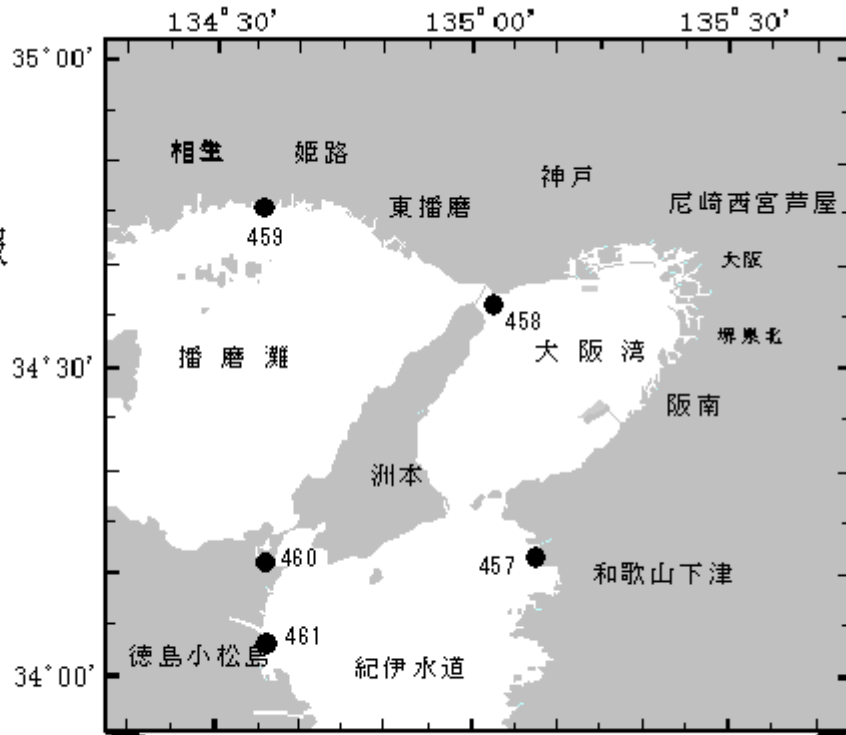 134°30' 135°00' 135°30'
35°00'
相生 姫路
神戸
東播磨
尼崎西宮芦屋
459
大阪
458
堺泉北
播磨灘
大阪湾
34°30'
阪南
洲本
460
457
和歌山下津
461
徳島小松島
紀伊水道
34°00'